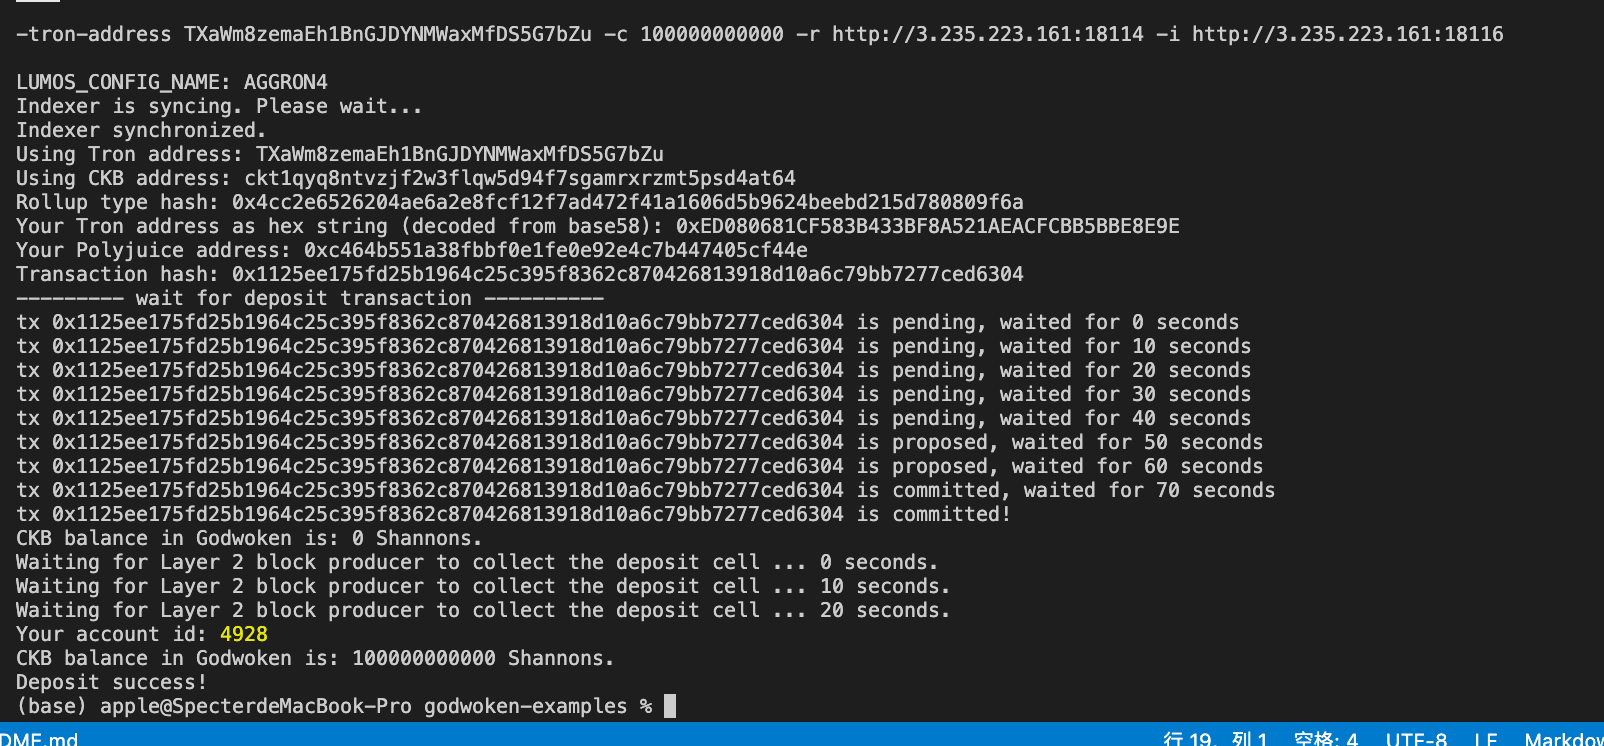 -tron-address TXaWm8zemaEh1BnGJDYNMWaxMfDS5G7bZu -c 100000000000 -r http://3.235.223.161:18114 -i http://3.235.223.161:18116
LUMOS_CONFIG_NAME: AGGRON4
Indexer is syncing. Please wait...
Indexer synchronized.
Using Tron address: TXaWm8zemaEh1BnGJDYNMWaxMfDS5G7bZu
Using CKB address: ckt1qyq8ntvzjf2w3flqw5d94f7sgamrxrzmt5psd4at64
Rollup type hash: 0x4cc2e6526204ae6a2e8fcf12f7ad472f41a1606d5b9624beebd215d780809f6a
Your Tron address as hex string (decoded from base58): 0xED080681CF583B433BF8A521AEACFCBB5BBE8E9E
Your Polyjuice address: 0xc464b551a38fbbf0e1fe0e92e4c7b447405cf44e
Transaction hash: 0x1125ee175fd25b1964c25c395f8362c870426813918d10a6c79bb7277ced6304
--------- wait for deposit transaction ----------
tx 0x1125ee175fd25b1964c25c395f8362c870426813918d10a6c79bb7277ced6304 is pending, waited for 0 seconds
tx 0x1125ee175fd25b1964c25c395f8362c870426813918d10a6c79bb7277ced6304 is pending, waited for 10 seconds
tx 0x1125ee175fd25b1964c25c395f8362c870426813918d10a6c79bb7277ced6304 is pending, waited for 20 seconds
tx 0x1125ee175fd25b1964c25c395f8362c870426813918d10a6c79bb7277ced6304 is pending, waited for 30 seconds
tx 0x1125ee175fd25b1964c25c395f8362c870426813918d10a6c79bb7277ced6304 is pending, waited for 40 seconds
tx 0x1125ee175fd25b1964c25c395f8362c870426813918d10a6c79bb7277ced6304 is proposed, waited for 50 seconds
tx 0x1125ee175fd25b1964c25c395f8362c870426813918d10a6c79bb7277ced6304 is proposed, waited for 60 seconds
tx 0x1125ee175fd25b1964c25c395f8362c870426813918d10a6c79bb7277ced6304 is committed, waited for 70 seconds
tx 0x1125ee175fd25b1964c25c395f8362c870426813918d10a6c79bb7277ced6304 is committed!
CKB balance in Godwoken is: 0 Shannons.
Waiting for Layer 2 block producer to collect the deposit cell ... 0 seconds.
Waiting for Layer 2 block producer to collect the deposit cell ... 10 seconds.
Waiting for Layer 2 block producer to collect the deposit cell ... 20 seconds.
Your account id: 4928
CKB balance in Godwoken is: 100000000000 Shannons.
Deposit success!
(base) apple@SpecterdeMacBook-Pro godwoken-examples %
DME.md 行 19，列 1 空格: 4 UTF-8 LF Markdow